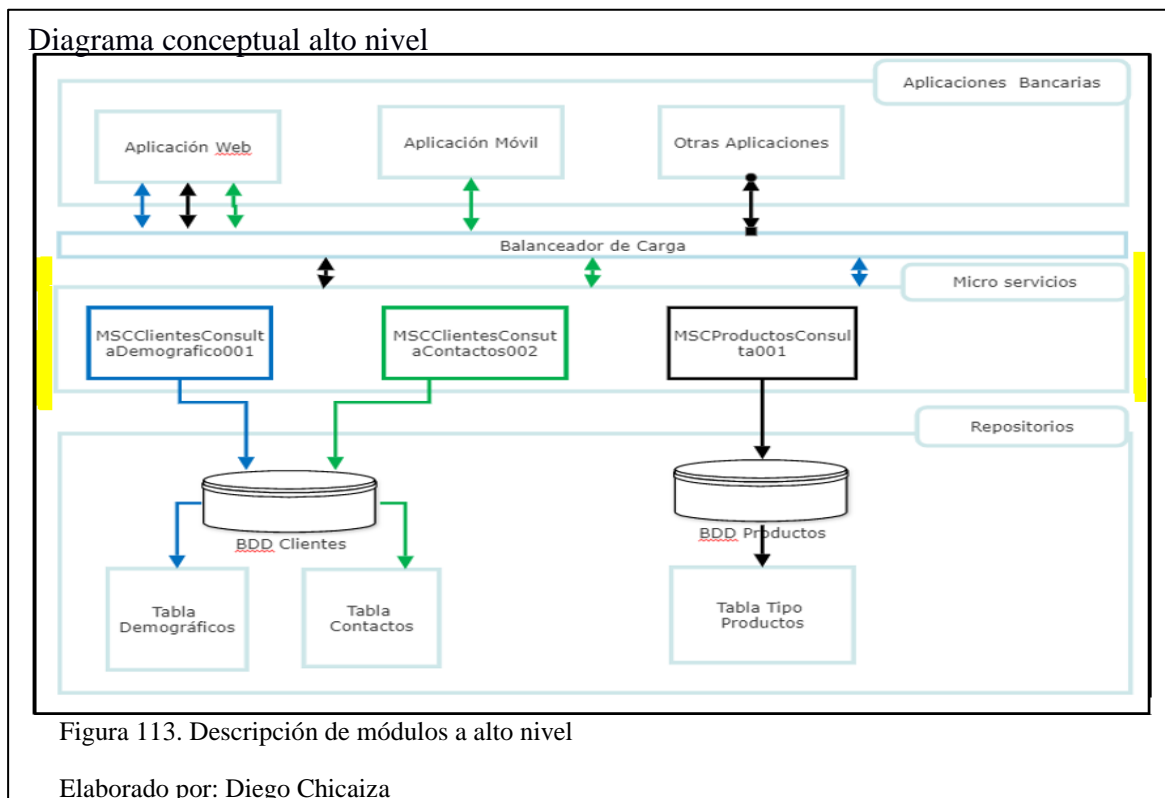 Diagrama conceptual alto nivel
Aplicaciones Bancarias
Aplicación Web
Aplicación Móvil
Otras Aplicaciones
Balanceador de Carga
Micro servicios
MSCClientesConsult
aDemografico001
MSCClientesConsut
aContactos002
MSCProductosConsul
ta001
Repositorios
BDD Clientes
BDD Productos
Tabla
Demográficos
Tabla
Contactos
Tabla Tipo
Productos
Figura 113. Descripción de módulos a alto nivel
Elaborado por: Diego Chicaiza